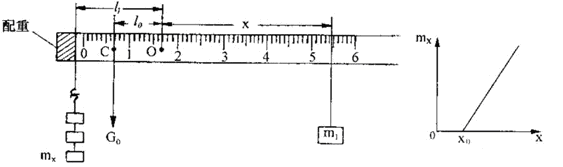 l₁
l₀ x
配重
0 C 1 O 2 3 4 5 6
mₓ
G₀
m₁
mₓ
0 x₀ x